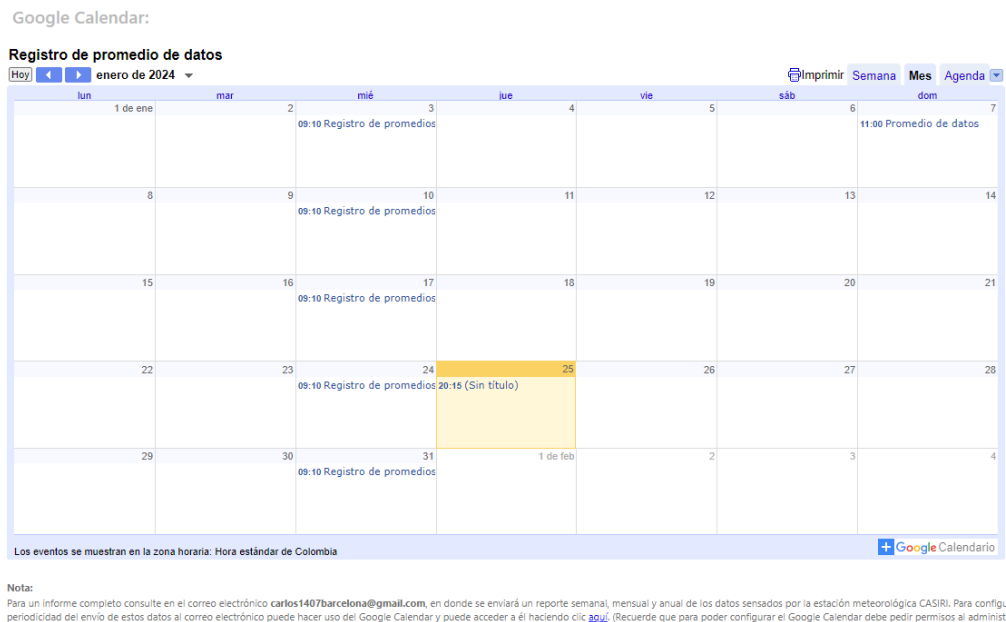 Google Calendar:
Registro de promedio de datos
Hoy enero de 2024 Imprimir Semana Mes Agenda
lun mar mié jue vie sáb dom
1 de ene 2 3 4 5 6 7
09:10 Registro de promedios 11:00 Promedio de datos
8 9 10 11 12 13 14
09:10 Registro de promedios
15 16 17 18 19 20 21
09:10 Registro de promedios
22 23 24 25 26 27 28
09:10 Registro de promedios 20:15 (Sin título)
29 30 31 1 de feb 2 3 4
09:10 Registro de promedios
Los eventos se muestran en la zona horaria: Hora estándar de Colombia
Google Calendario
Nota:
Para un informe completo consulte en el correo electrónico carlos1407barcelona@gmail.com, en donde se enviará un reporte semanal, mensual y anual de los datos sensados por la estación meteorológica CASIRI. Para configu
periodicidad del envío de estos datos al correo electrónico puede hacer uso del Google Calendar y puede acceder a él haciendo clic aquí. (Recuerde que para poder configurar el Google Calendar debe pedir permisos al administ